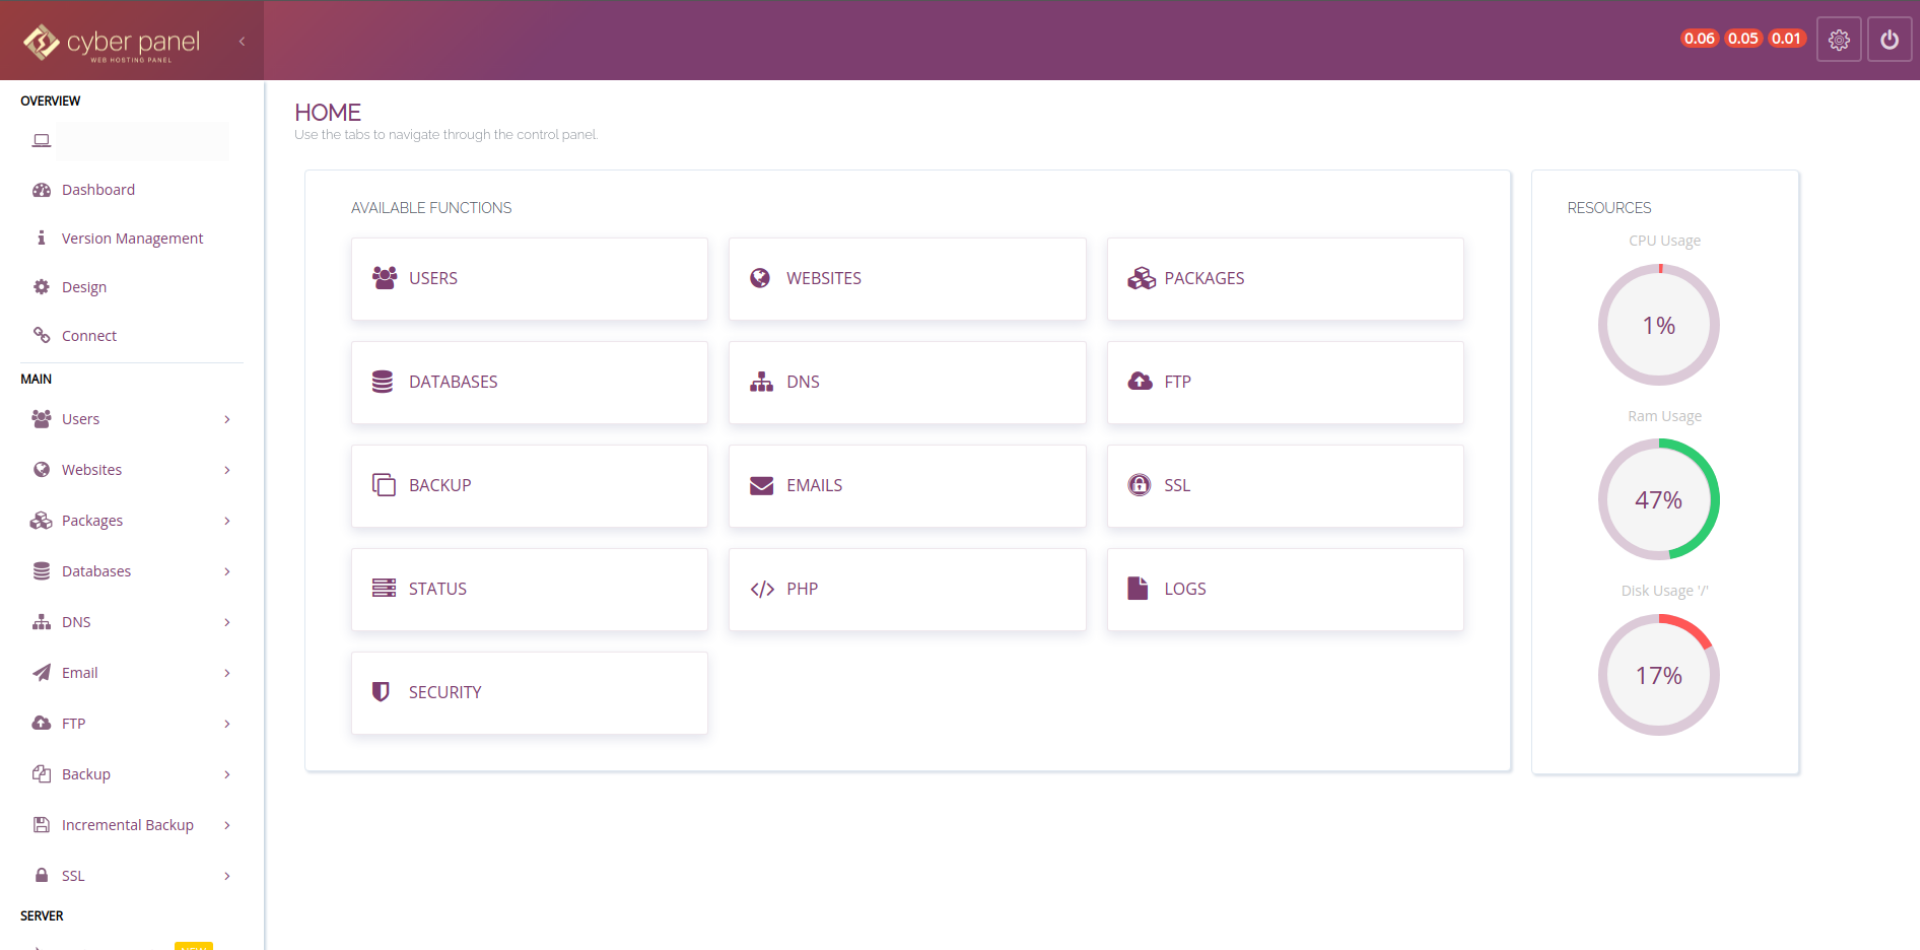 cyber panel
WEB HOSTING PANEL
0.06 0.05 0.01
OVERVIEW
Dashboard
Version Management
Design
Connect
MAIN
Users
Websites
Packages
Databases
DNS
Email
FTP
Backup
Incremental Backup
SSL
SERVER
NEW
HOME
Use the tabs to navigate through the control panel.
AVAILABLE FUNCTIONS
USERS
WEBSITES
PACKAGES
DATABASES
DNS
FTP
BACKUP
EMAILS
SSL
STATUS
PHP
LOGS
SECURITY
RESOURCES
CPU Usage
1%
Ram Usage
47%
Disk Usage '/'
17%